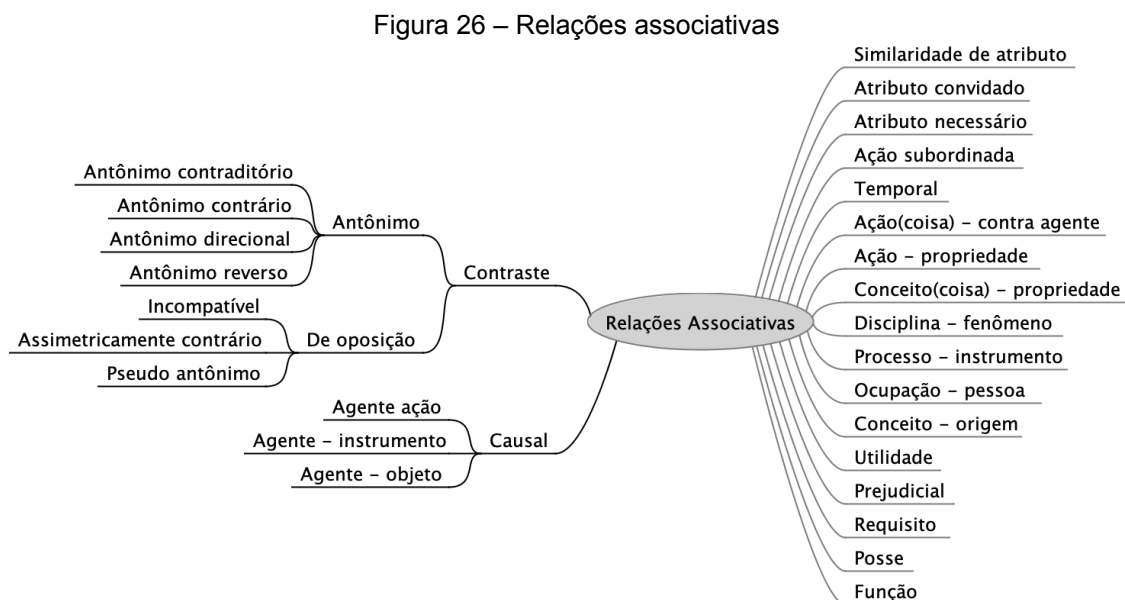 Figura 26 – Relações associativas
Antônimo contraditório
Antônimo contrário
Antônimo direcional
Antônimo reverso
Antônimo
Incompatível
Assimetricamente contrário
Pseudo antônimo
De oposição
Contraste
Agente ação
Agente – instrumento
Agente – objeto
Causal
Relações Associativas
Similaridade de atributo
Atributo convidado
Atributo necessário
Ação subordinada
Temporal
Ação(coisa) – contra agente
Ação – propriedade
Conceito(coisa) – propriedade
Disciplina – fenômeno
Processo – instrumento
Ocupação – pessoa
Conceito – origem
Utilidade
Prejudicial
Requisito
Posse
Função